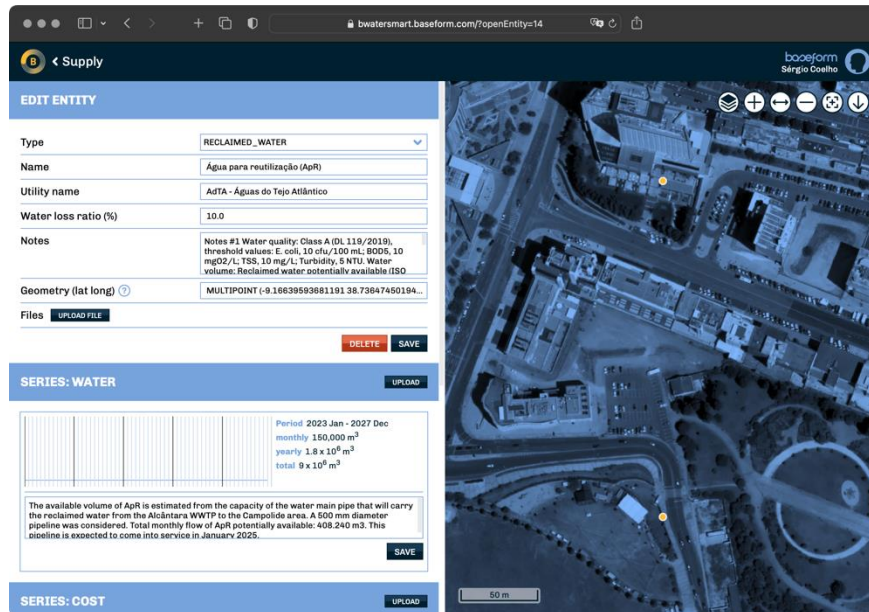 bwatersmart.baseform.com/?openEntity=14
B
Supply
baseform
Sérgio Coelho
EDIT ENTITY
Type
RECLAIMED_WATER
Name
Água para reutilização (ApR)
Utility name
AdTA - Águas do Tejo Atlântico
Water loss ratio (%)
10.0
Notes
Notes #1 Water quality: Class A (DL 119/2019),
threshold values: E. coli, 10 cfu/100 mL; BOD5, 10
mgO2/L; TSS, 10 mg/L; Turbidity, 5 NTU. Water
volume: Reclaimed water potentially available (ISO
Geometry (lat long) ?
MULTIPOINT (-9.16639593681191 38.73647450194...
Files UPLOAD FILE
DELETE SAVE
SERIES: WATER
UPLOAD
Period 2023 Jan - 2027 Dec
monthly 150,000 m³
yearly 1.8 x 10⁶ m³
total 9 x 10⁶ m³
The available volume of ApR is estimated from the capacity of the water main pipe that will carry
the reclaimed water from the Alcântara WWTP to the Campolide area. A 500 mm diameter
pipeline was considered. Total monthly flow of ApR potentially available: 408.240 m3. This
pipeline is expected to come into service in January 2025.
SAVE
SERIES: COST
UPLOAD
50 m